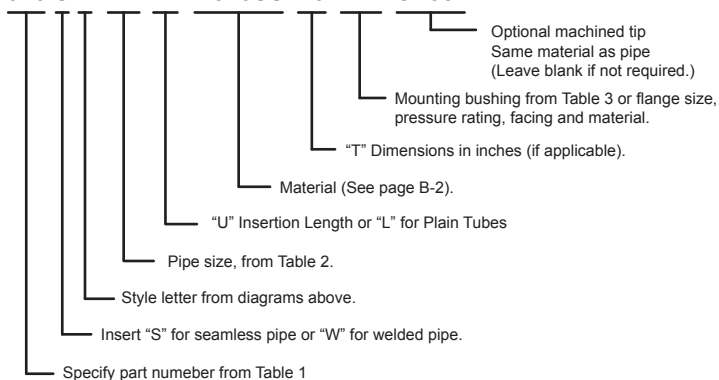 Optional machined tip
Same material as pipe
(Leave blank if not required.)
Mounting bushing from Table 3 or flange size,
pressure rating, facing and material.
“T” Dimensions in inches (if applicable).
Material (See page B-2).
“U” Insertion Length or “L” for Plain Tubes
Pipe size, from Table 2.
Style letter from diagrams above.
Insert “S” for seamless pipe or “W” for welded pipe.
Specify part numeber from Table 1